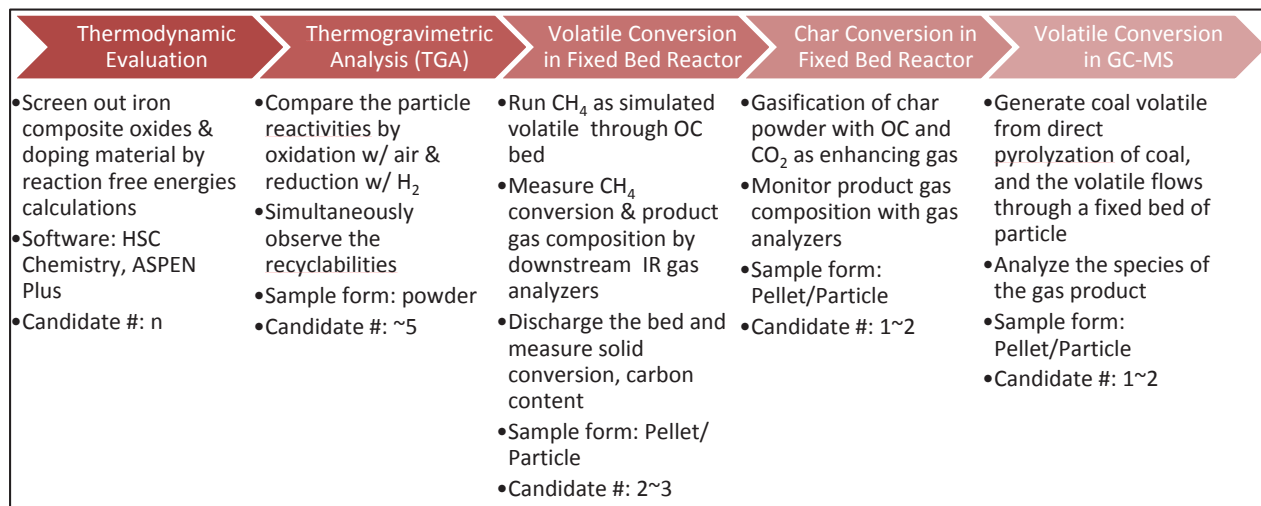 Thermodynamic
Evaluation
•Screen out iron
composite oxides &
doping material by
reaction free energies
calculations
•Software: HSC
Chemistry, ASPEN
Plus
•Candidate #: n
Thermogravimetric
Analysis (TGA)
•Compare the particle
reactivities by
oxidation w/ air &
reduction w/ H₂
•Simultaneously
observe the
recyclabilities
•Sample form: powder
•Candidate #: ~5
Volatile Conversion
in Fixed Bed Reactor
•Run CH₄ as simulated
volatile through OC
bed
•Measure CH₄
conversion & product
gas composition by
downstream IR gas
analyzers
•Discharge the bed and
measure solid
conversion, carbon
content
•Sample form: Pellet/
Particle
•Candidate #: 2~3
Char Conversion in
Fixed Bed Reactor
•Gasification of char
powder with OC and
CO₂ as enhancing gas
•Monitor product gas
composition with gas
analyzers
•Sample form:
Pellet/Particle
•Candidate #: 1~2
Volatile Conversion
in GC-MS
•Generate coal volatile
from direct
pyrolyzation of coal,
and the volatile flows
through a fixed bed of
particle
•Analyze the species of
the gas product
•Sample form:
Pellet/Particle
•Candidate #: 1~2